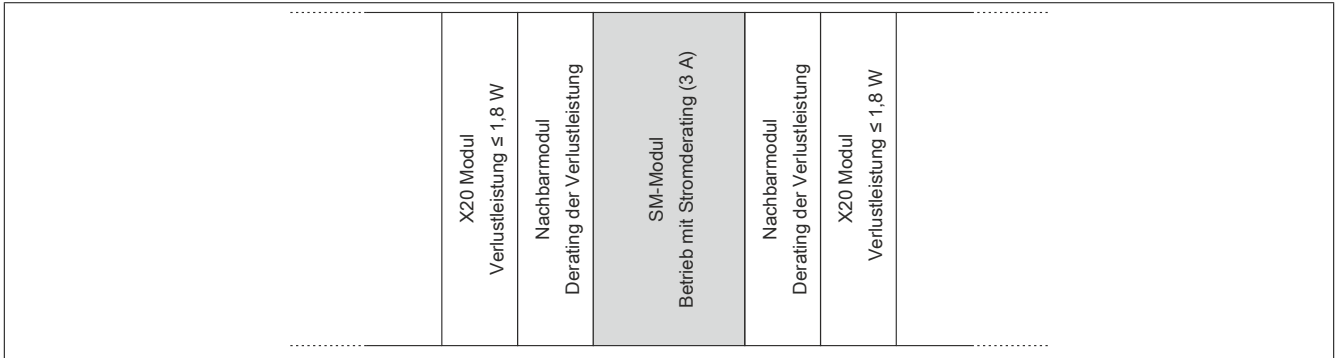 X20 Modul
Verlustleistung ≤ 1,8 W
Nachbarmodul
Derating der Verlustleistung
SM-Modul
Betrieb mit Stromderating (3 A)
Nachbarmodul
Derating der Verlustleistung
X20 Modul
Verlustleistung ≤ 1,8 W